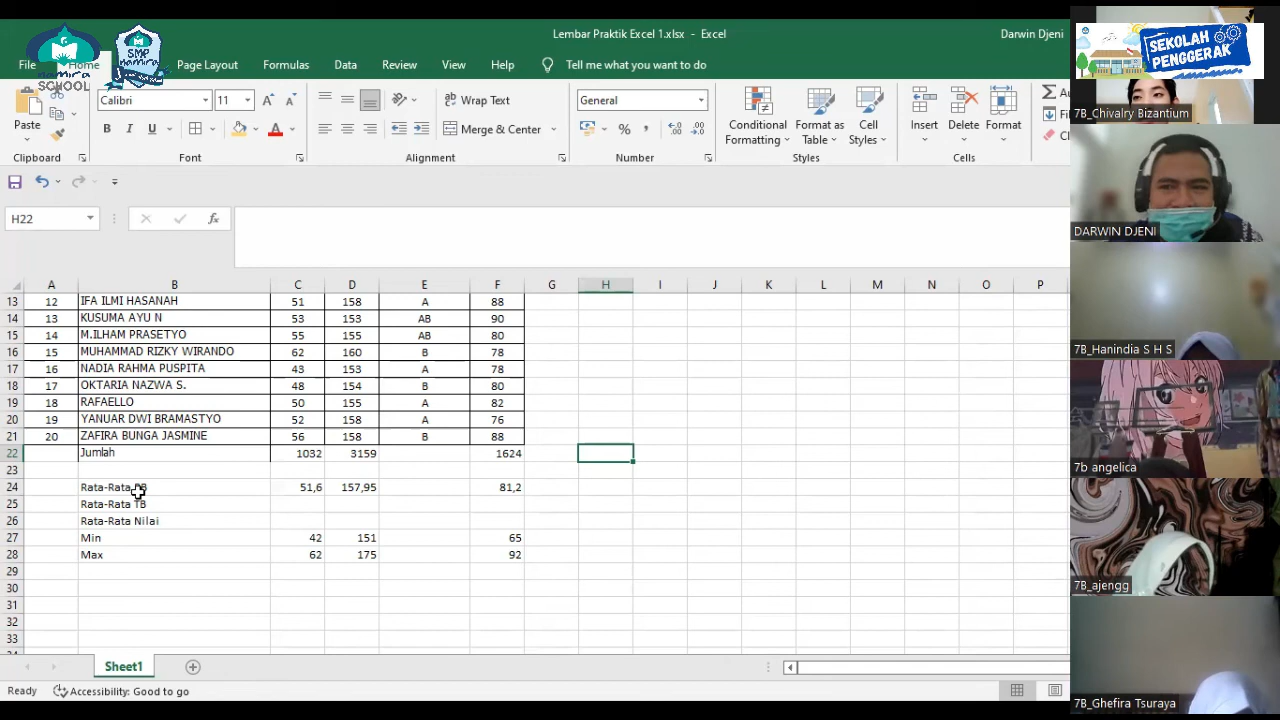 Lembar Praktik Excel 1.xlsx - Excel
Darwin Djeni
File Home Page Layout Formulas Data Review View Help Tell me what you want to do
SCHOOL
SMP
SEKOLAH
PENGGERAK
Paste
Clipboard
Calibri 11
B I U
Font
Wrap Text
Merge & Center
Alignment
General
Number
Conditional Formatting
Format as Table
Cell Styles
Styles
Insert Delete Format
Cells
H22
fx
A B C D E F G H I J K L M N O P
13 12 IFA ILMI HASANAH 51 158 A 88
14 13 KUSUMA AYU N 53 153 AB 90
15 14 M.ILHAM PRASETYO 55 155 AB 80
16 15 MUHAMMAD RIZKY WIRANDO 62 160 B 78
17 16 NADIA RAHMA PUSPITA 43 153 A 78
18 17 OKTARIA NAZWA S. 48 154 B 80
19 18 RAFAELLO 50 155 A 82
20 19 YANUAR DWI BRAMASTYO 52 158 A 76
21 20 ZAFIRA BUNGA JASMINE 56 158 B 88
22 Jumlah 1032 3159 1624
23
24 Rata-Rata 51,6 157,95 81,2
25 Rata-Rata TB
26 Rata-Rata Nilai
27 Min 42 151 65
28 Max 62 175 92
29
30
31
32
33
Sheet1
Ready
Accessibility: Good to go
7B_Chivalry Bizantium
DARWIN DJENI
7B_Hanindia S H S
7b angelica
7B_ajengg
7B_Ghefira Tsuraya